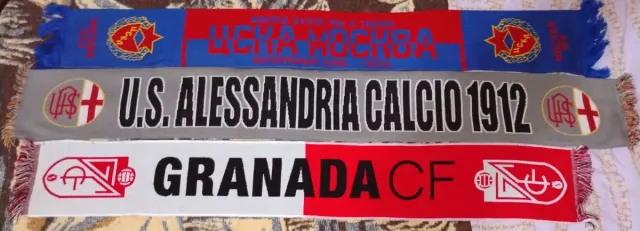 ЦСКА МОСКВА
U.S. ALESSANDRIA CALCIO 1912
GRANADA CF